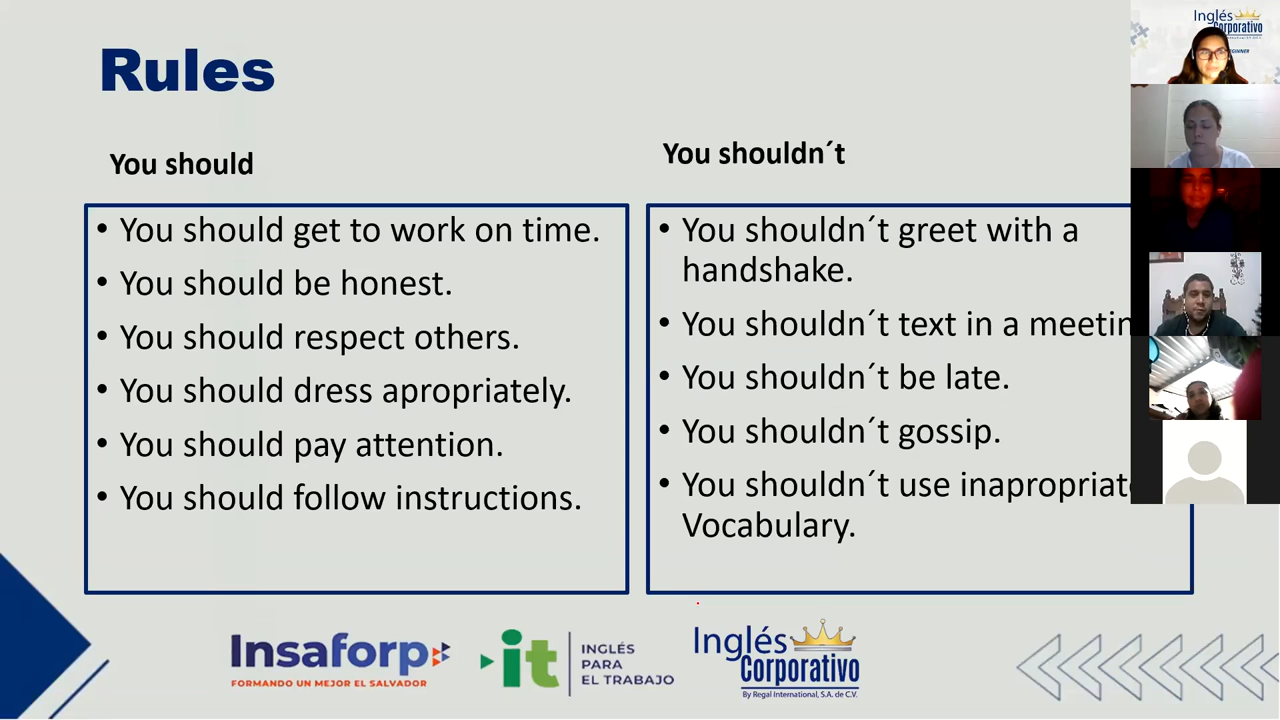 Rules
You should
• You should get to work on time.
• You should be honest.
• You should respect others.
• You should dress apropriately.
• You should pay attention.
• You should follow instructions.
You shouldn´t
• You shouldn´t greet with a
handshake.
• You shouldn´t text in a meetin
• You shouldn´t be late.
• You shouldn´t gossip.
• You shouldn´t use inapropriat
Vocabulary.
Insaforp
FORMANDO UN MEJOR EL SALVADOR
it
INGLÉS
PARA
EL TRABAJO
Inglés
Corporativo
By Regal International, S.A. de C.V.
Inglés
Corporativo